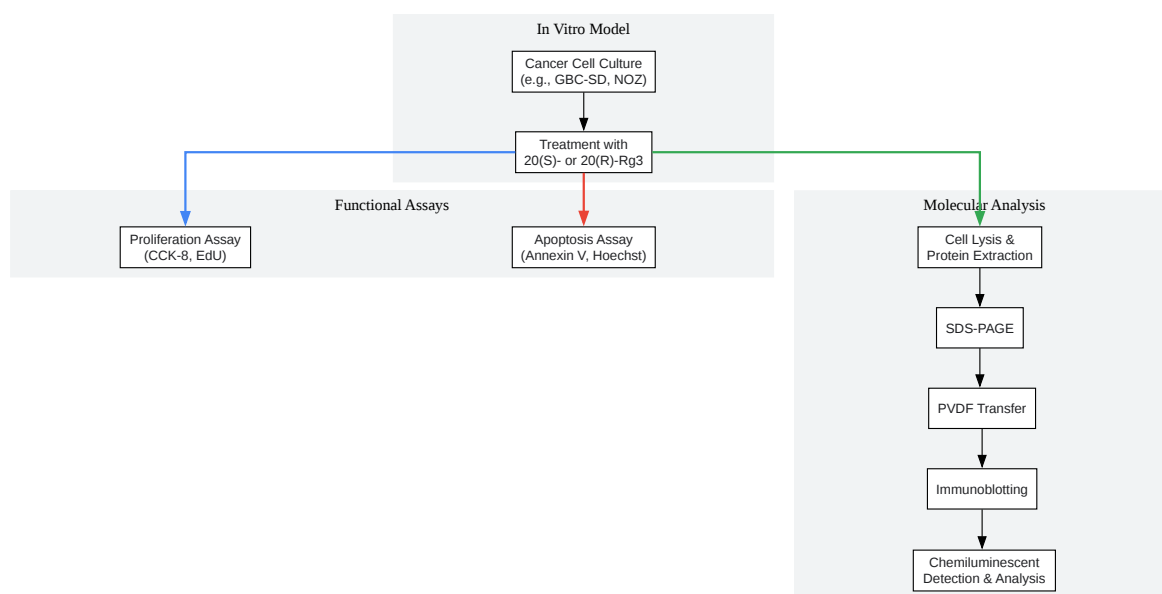 In Vitro Model
Cancer Cell Culture
(e.g., GBC-SD, NOZ)
Treatment with
20(S)- or 20(R)-Rg3
Functional Assays
Proliferation Assay
(CCK-8, EdU)
Apoptosis Assay
(Annexin V, Hoechst)
Molecular Analysis
Cell Lysis &
Protein Extraction
SDS-PAGE
PVDF Transfer
Immunoblotting
Chemiluminescent
Detection & Analysis